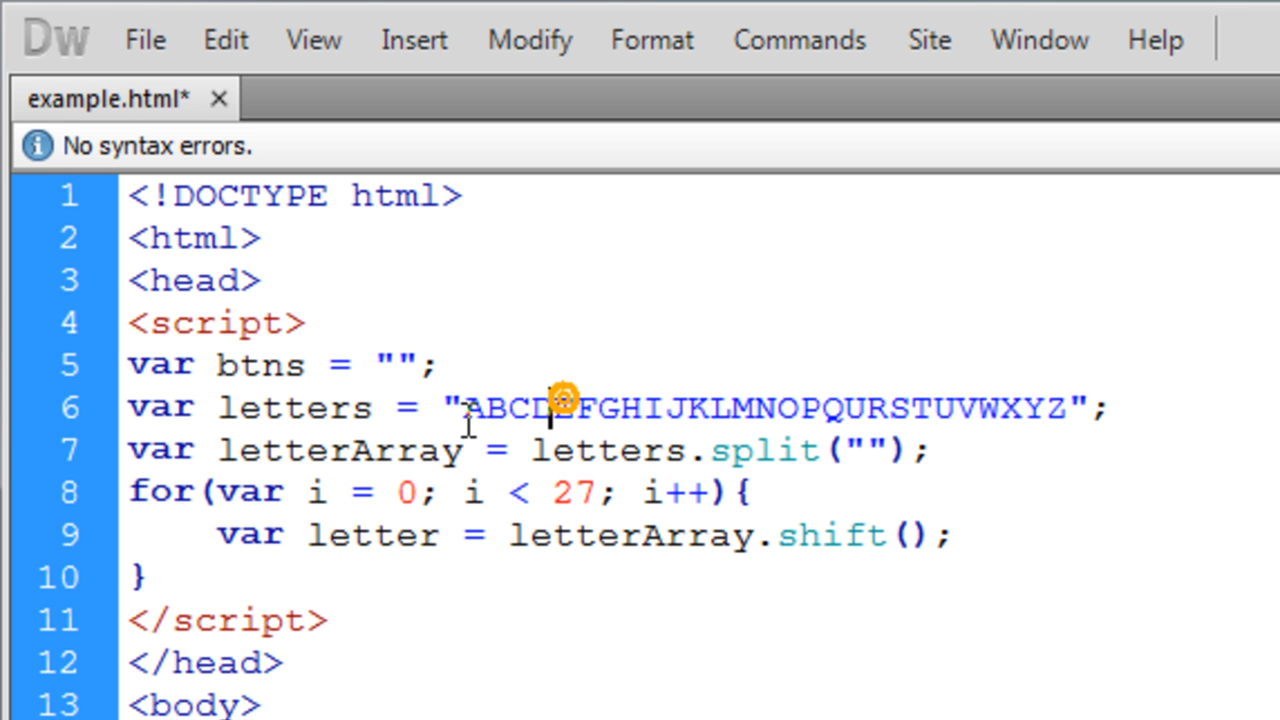 Dw File Edit View Insert Modify Format Commands Site Window Help
example.html* ×
No syntax errors.
1 <!DOCTYPE html>
2 <html>
3 <head>
4 <script>
5 var btns = "";
6 var letters = "ABCDEFGHIJKLMNOPQURSTUVWXYZ";
7 var letterArray = letters.split("");
8 for(var i = 0; i < 27; i++){
9 var letter = letterArray.shift();
10 }
11 </script>
12 </head>
13 <body>